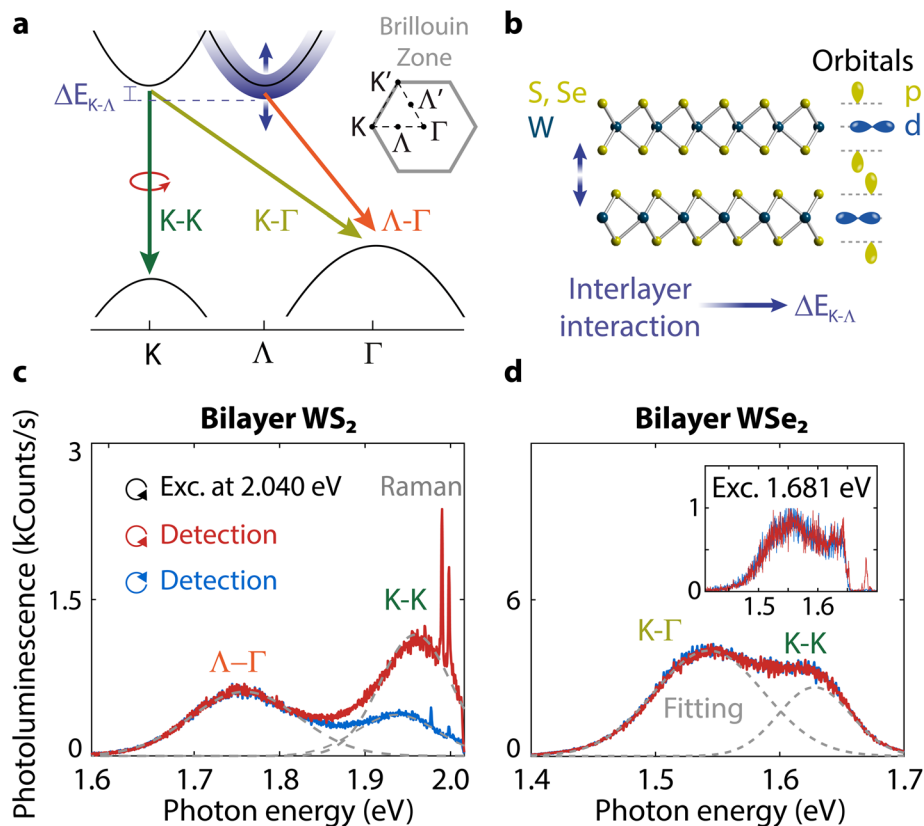 a
Brillouin
Zone
K′
Λ′
K
Λ
Γ
ΔE K-Λ
K-K
K-Γ
Λ-Γ
K
Λ
Γ
b
Orbitals
S, Se
W
p
d
Interlayer
interaction
ΔE K-Λ
c
Bilayer WS₂
Photoluminescence (kCounts/s)
3
1.5
0
Exc. at 2.040 eV
Raman
Detection
Detection
K-K
Λ–Γ
1.6
1.7
1.8
1.9
2.0
Photon energy (eV)
d
Bilayer WSe₂
6
0
Exc. 1.681 eV
1
0
1.5
1.6
K-Γ
K-K
Fitting
1.4
1.5
1.6
1.7
Photon energy (eV)